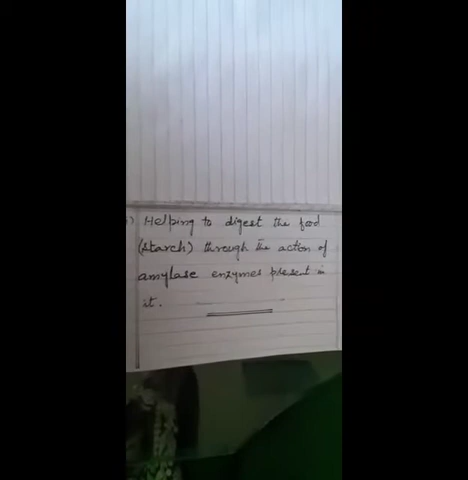 ) Helping to digest the food
(starch) through the action of
amylase enzymes present in
it.